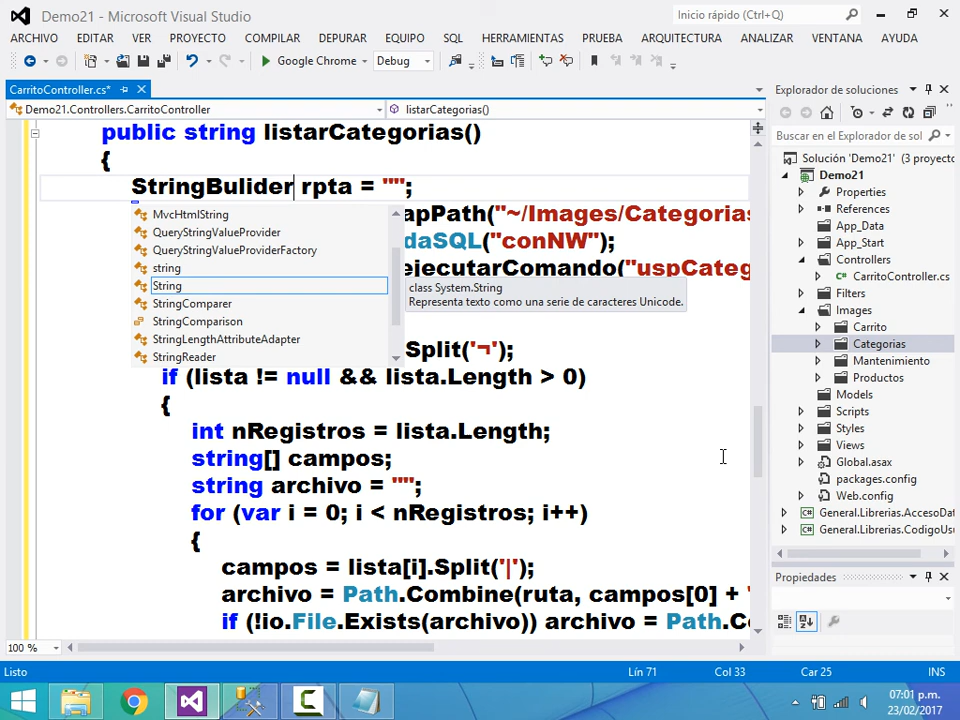 Demo21 - Microsoft Visual Studio
Inicio rápido (Ctrl+Q)
ARCHIVO EDITAR VER PROYECTO COMPILAR DEPURAR EQUIPO SQL HERRAMIENTAS PRUEBA ARQUITECTURA ANALIZAR VENTANA AYUDA
Google Chrome Debug
CarritoController.cs*
Explorador de soluciones
Demo21.Controllers.CarritoController
listarCategorias()
Buscar en el Explorador de sol
public string listarCategorias()
{
StringBulider rpta = "";
apPath("~/Images/Categorias
daSQL("conNW");
ejecutarComando("uspCateg
Split('¬');
if (lista != null && lista.Length > 0)
{
int nRegistros = lista.Length;
string[] campos;
string archivo = "";
for (var i = 0; i < nRegistros; i++)
{
campos = lista[i].Split('|');
archivo = Path.Combine(ruta, campos[0] + "
if (!io.File.Exists(archivo)) archivo = Path.Co
MvcHtmlString
QueryStringValueProvider
QueryStringValueProviderFactory
string
String
StringComparer
StringComparison
StringLengthAttributeAdapter
StringReader
class System.String
Representa texto como una serie de caracteres Unicode.
Solución 'Demo21' (3 proyecto
Demo21
Properties
References
App_Data
App_Start
Controllers
CarritoController.cs
Filters
Images
Carrito
Categorias
Mantenimiento
Productos
Models
Scripts
Styles
Views
Global.asax
packages.config
Web.config
General.Librerias.AccesoDat
General.Librerias.CodigoUsu
Propiedades
100 %
Listo
Lín 71
Col 33
Car 25
INS
07:01 p.m.
23/02/2017